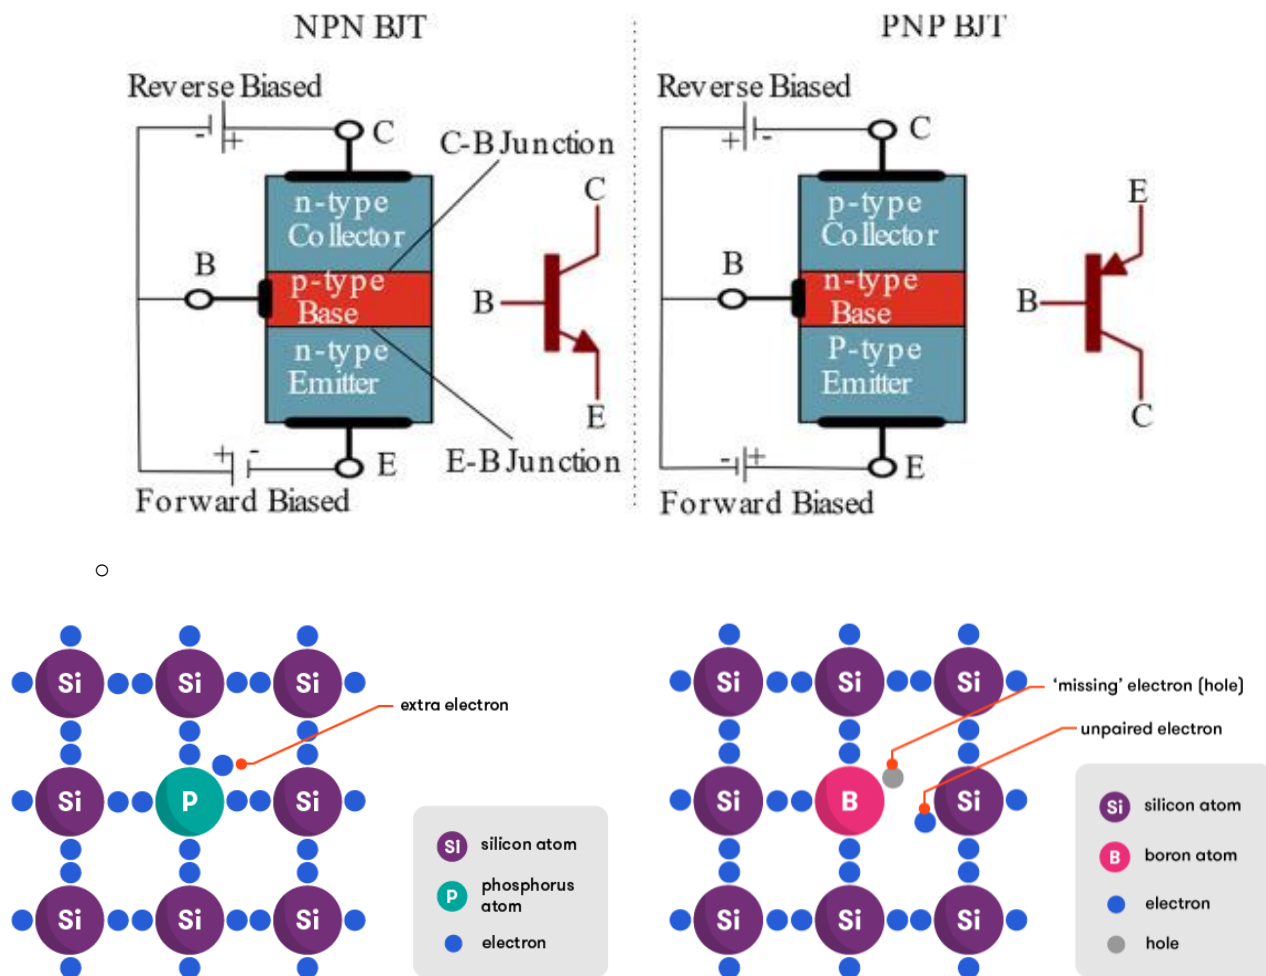 NPN BJT
Reverse Biased
- +
C
C-B Junction
n-type
Collector
C
B
p-type
Base
B
n-type
Emitter
E
+ -
E
E-B Junction
Forward Biased
PNP BJT
Reverse Biased
+ -
C
p-type
Collector
E
B
n-type
Base
B
P-type
Emitter
C
- +
E
Forward Biased
Si Si Si
extra electron
Si P Si
Si Si Si
Si silicon atom
P phosphorus
atom
electron
Si Si Si
'missing' electron (hole)
unpaired electron
Si B Si
Si Si Si
Si silicon atom
B boron atom
electron
hole